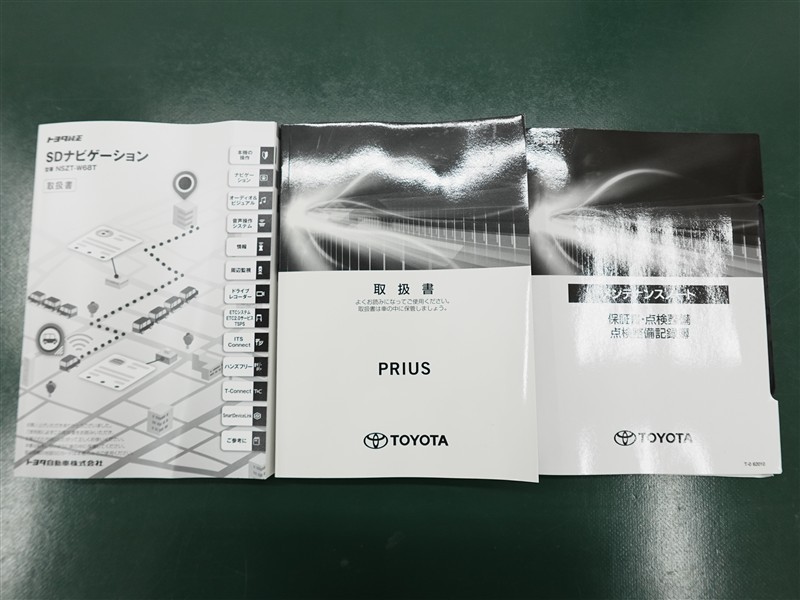 トヨタ純正
SDナビゲーション
型番 NSZT-W68T
取扱書
本機の
操作
ナビゲー
ション
オーディオ&
ビジュアル
音声操作
システム
情報
周辺監視
ドライブ
レコーダー
ETCシステム
ETC2.0サービス
TSPS
ITS
Connect
ハンズフリー
T-Connect
SmartDeviceLink
ご参考に
トヨタ自動車株式会社
取扱書
よくお読みになってご使用ください。
取扱書は車の中に保管しましょう。
PRIUS
TOYOTA
メンテナンスノート
保証書・点検整備
点検整備記録簿
TOYOTA